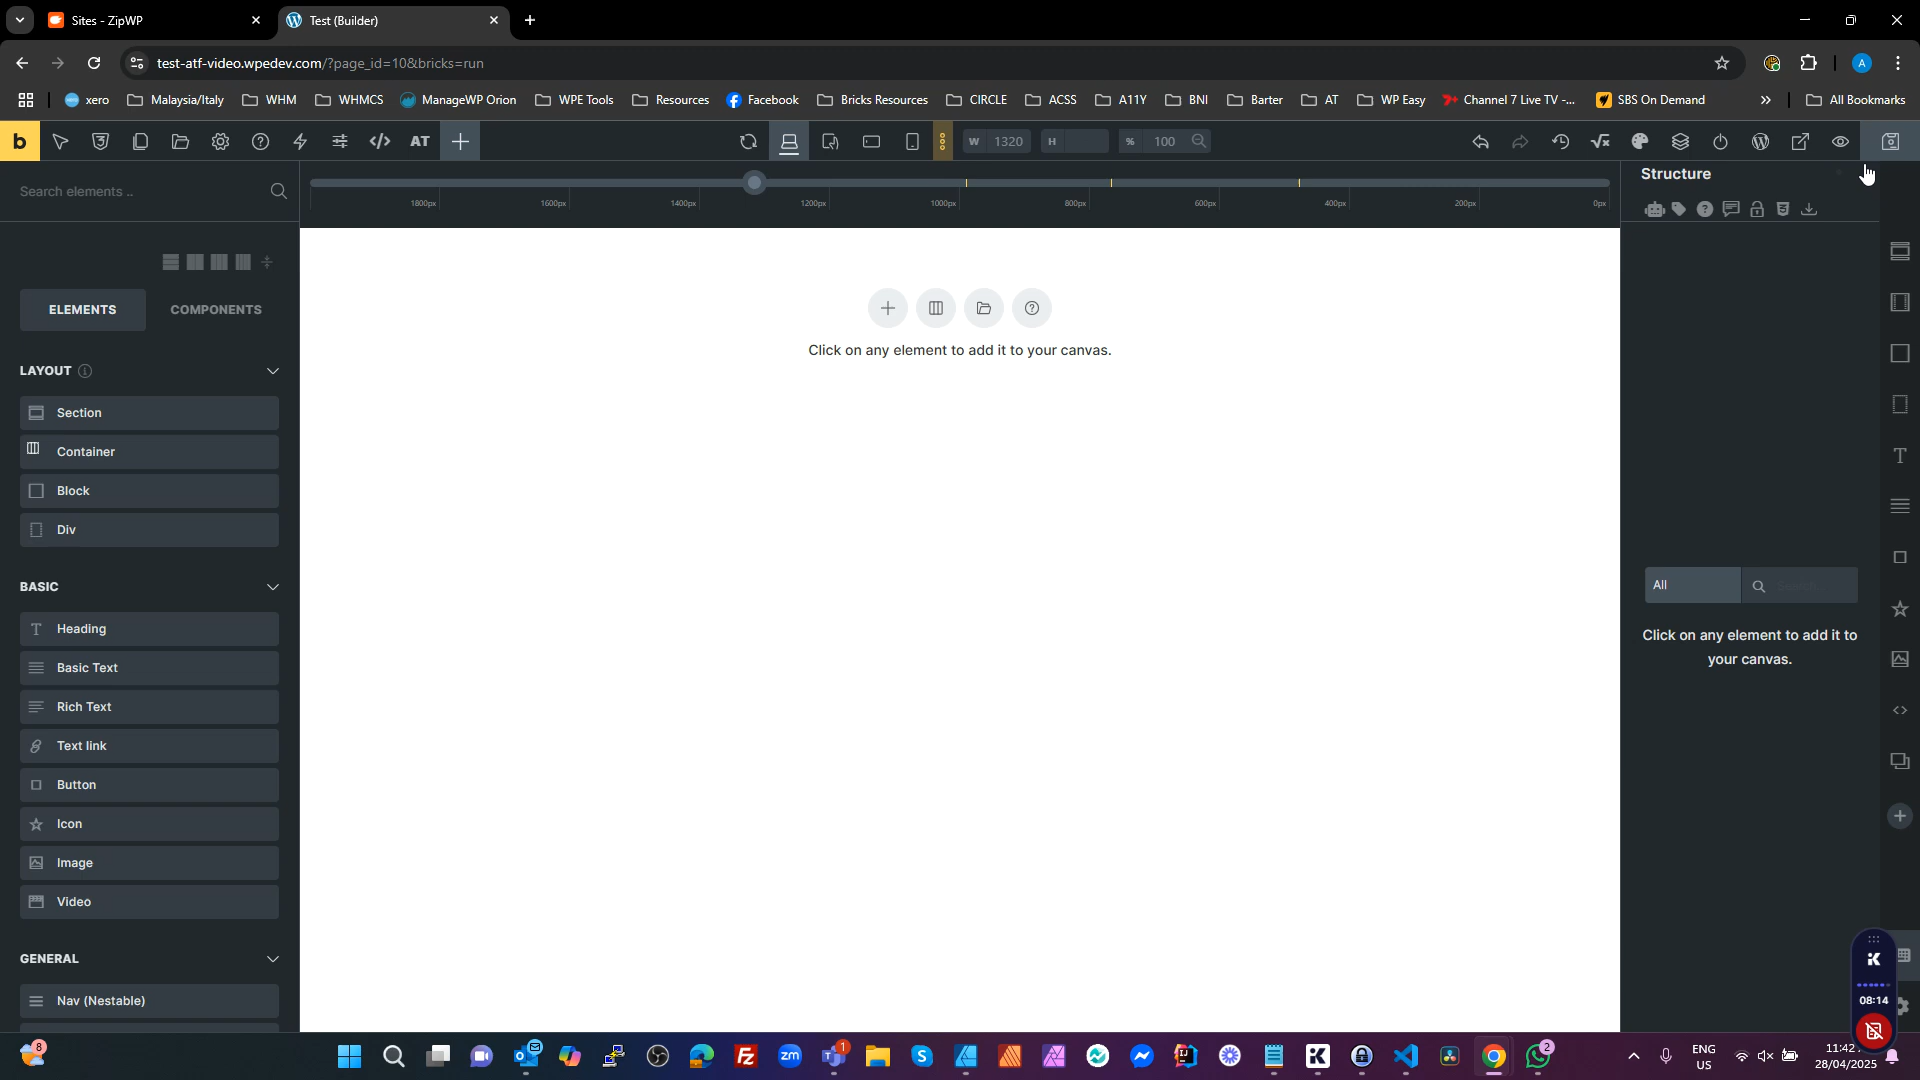 Sites - ZipWP
Test (Builder)
test-atf-video.wpedev.com/?page_id=10&bricks=run
xero
Malaysia/Italy
WHM
WHMCS
ManageWP Orion
WPE Tools
Resources
Facebook
Bricks Resources
CIRCLE
ACSS
A11Y
BNI
Barter
AT
WP Easy
Channel 7 Live TV -...
SBS On Demand
All Bookmarks
b
AT
W 1320
H
% 100
Search elements ..
1800px
1600px
1400px
1200px
1000px
800px
600px
400px
200px
0px
Structure
ELEMENTS
COMPONENTS
LAYOUT
Section
Container
Block
Div
BASIC
Heading
Basic Text
Rich Text
Text link
Button
Icon
Image
Video
GENERAL
Nav (Nestable)
Click on any element to add it to your canvas.
All
Click on any element to add it to
your canvas.
08:14
8
1
2
ENG
US
11:42
28/04/2025